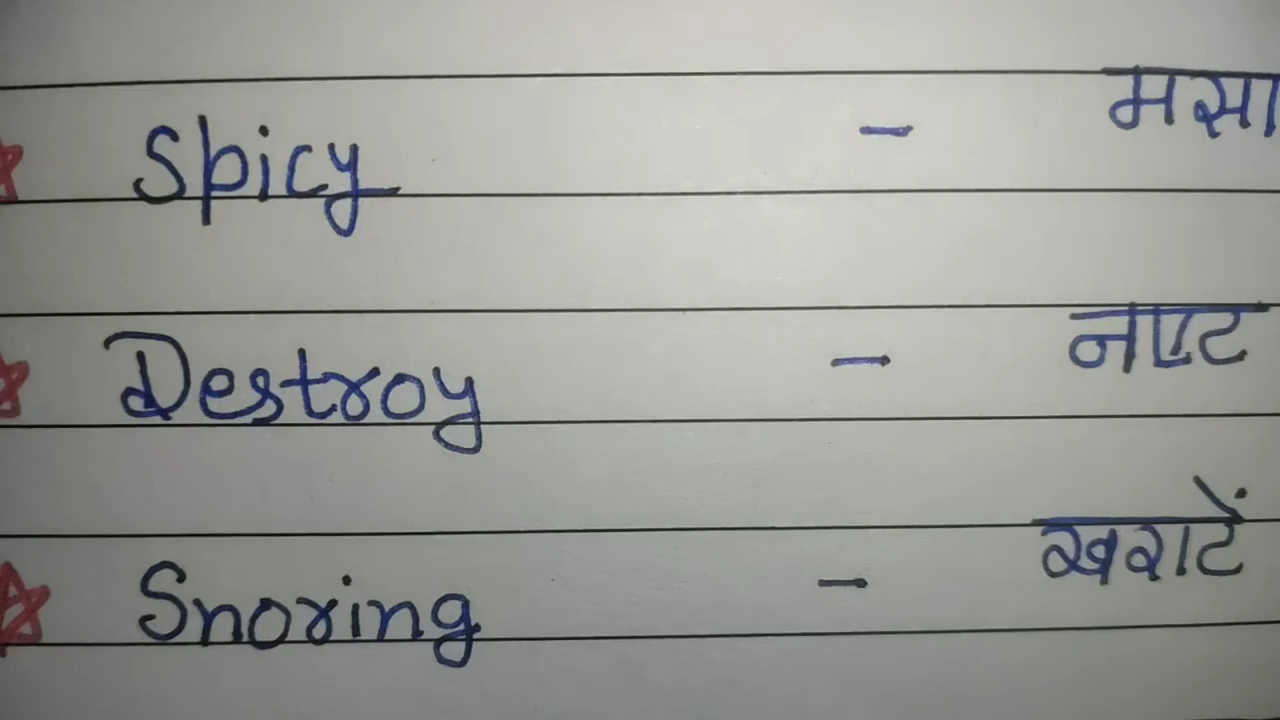 Spicy - मसा
Destroy - नष्ट
Snoring - खराटें